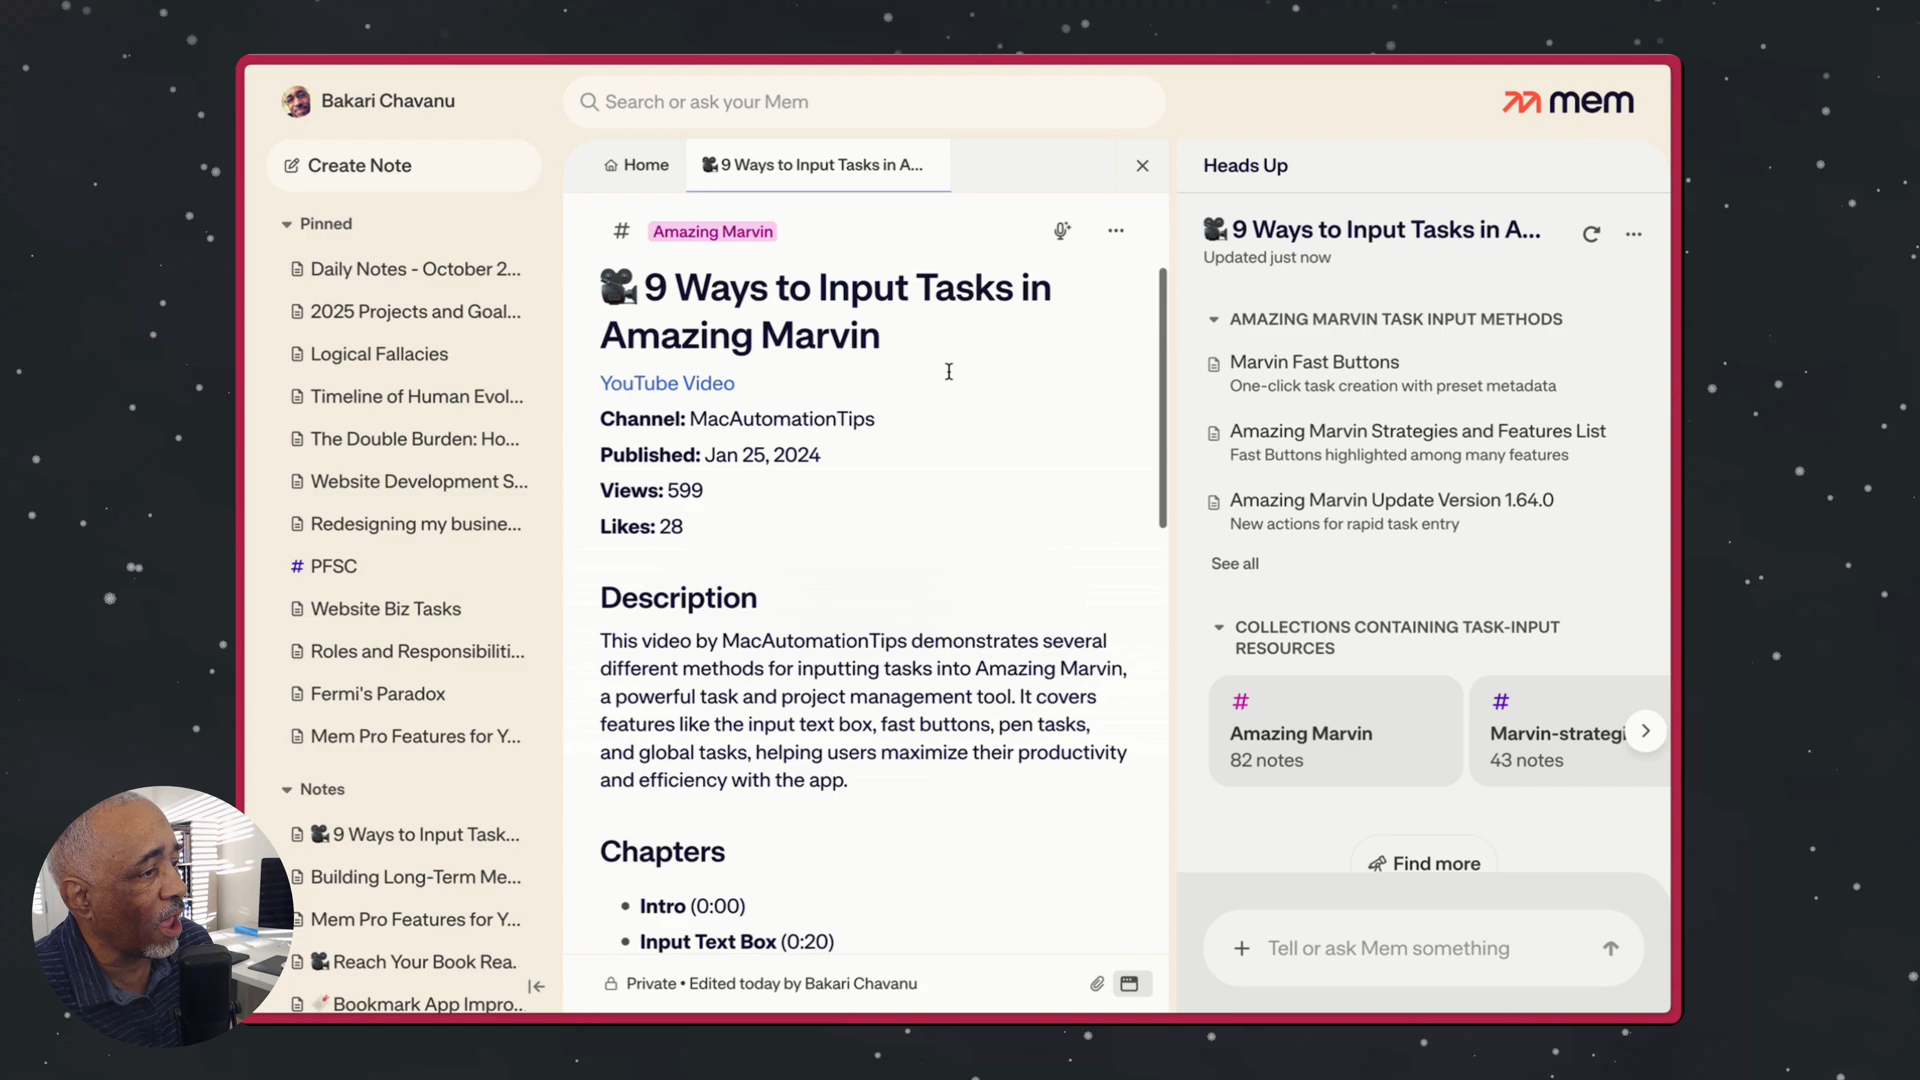 Bakari Chavanu
Search or ask your Mem
mem
Create Note
Pinned
Daily Notes - October 2...
2025 Projects and Goal...
Logical Fallacies
Timeline of Human Evol...
The Double Burden: Ho...
Website Development S...
Redesigning my busine...
# PFSC
Website Biz Tasks
Roles and Responsibiliti...
Fermi's Paradox
Mem Pro Features for Y...
Notes
9 Ways to Input Task...
Building Long-Term Me...
Mem Pro Features for Y...
Reach Your Book Rea..
Bookmark App Impro..
Home
9 Ways to Input Tasks in A...
# Amazing Marvin
9 Ways to Input Tasks in
Amazing Marvin
YouTube Video
Channel: MacAutomationTips
Published: Jan 25, 2024
Views: 599
Likes: 28
Description
This video by MacAutomationTips demonstrates several
different methods for inputting tasks into Amazing Marvin,
a powerful task and project management tool. It covers
features like the input text box, fast buttons, pen tasks,
and global tasks, helping users maximize their productivity
and efficiency with the app.
Chapters
• Intro (0:00)
• Input Text Box (0:20)
Private • Edited today by Bakari Chavanu
Heads Up
9 Ways to Input Tasks in A...
Updated just now
AMAZING MARVIN TASK INPUT METHODS
Marvin Fast Buttons
One-click task creation with preset metadata
Amazing Marvin Strategies and Features List
Fast Buttons highlighted among many features
Amazing Marvin Update Version 1.64.0
New actions for rapid task entry
See all
COLLECTIONS CONTAINING TASK-INPUT
RESOURCES
#
Amazing Marvin
82 notes
#
Marvin-strategi
43 notes
Find more
Tell or ask Mem something